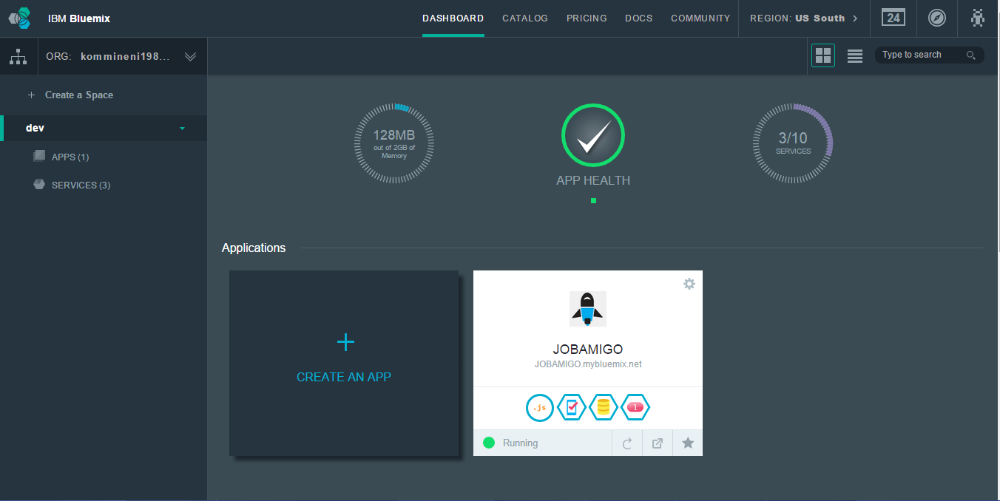 IBM Bluemix
DASHBOARD
CATALOG
PRICING
DOCS
COMMUNITY
REGION: US South
24
ORG: kommineni198...
Type to search
+ Create a Space
dev
APPS (1)
SERVICES (3)
128MB
out of 2GB of
Memory
APP HEALTH
3/10
SERVICES
Applications
+
CREATE AN APP
JOBAMIGO
JOBAMIGO.mybluemix.net
.js
1
Running